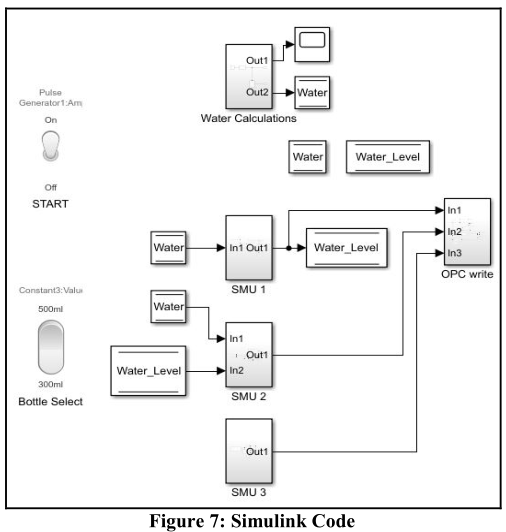 Out1
Out2
Water
Water Calculations
Pulse
Generator1:Am
On
Off
START
Water
Water_Level
Water
In1 Out1
SMU 1
Water_Level
In1
In2
In3
OPC write
Constant3:Value
500ml
300ml
Bottle Select
Water
Water_Level
In1
In2
Out1
SMU 2
Out1
SMU 3
Figure 7: Simulink Code